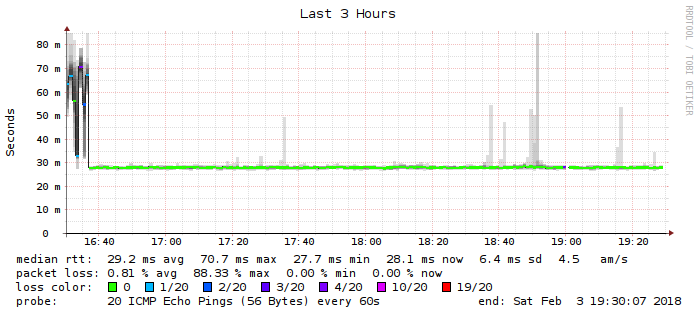 Last 3 Hours
RRDTOOL / TOBI OETIKER
Seconds
80 m
70 m
60 m
50 m
40 m
30 m
20 m
10 m
0
16:40 17:00 17:20 17:40 18:00 18:20 18:40 19:00 19:20
median rtt: 29.2 ms avg 70.7 ms max 27.7 ms min 28.1 ms now 6.4 ms sd 4.5 am/s
packet loss: 0.81 % avg 88.33 % max 0.00 % min 0.00 % now
loss color: 0 1/20 2/20 3/20 4/20 10/20 19/20
probe: 20 ICMP Echo Pings (56 Bytes) every 60s end: Sat Feb 3 19:30:07 2018